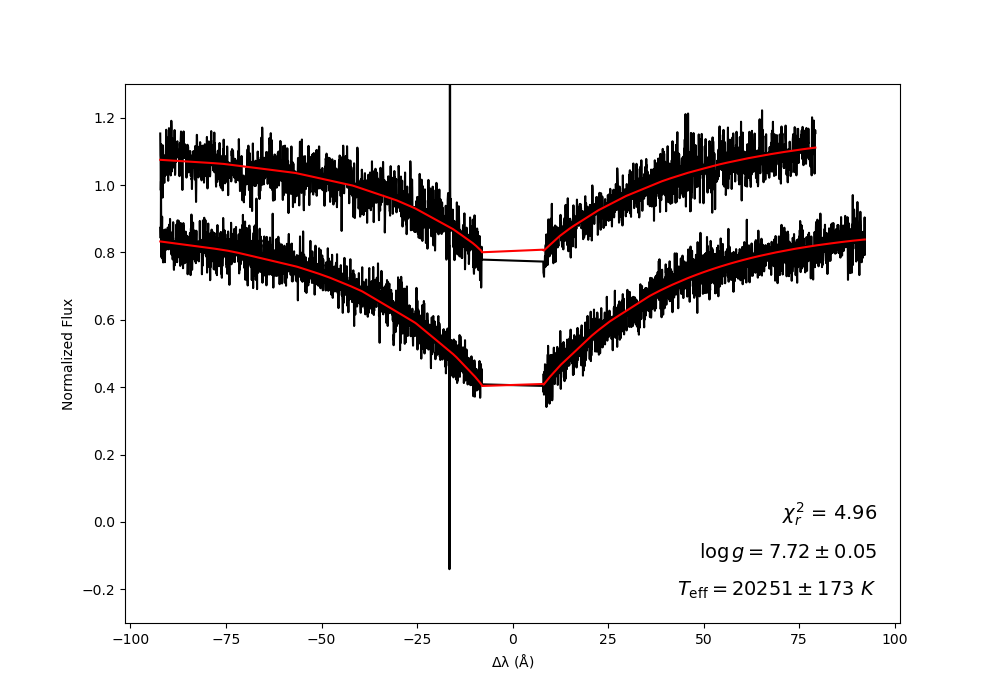 1.2
1.0
0.8
0.6
0.4
0.2
0.0
−0.2
Normalized Flux
χ²ᵣ = 4.96
log g = 7.72 ± 0.05
T_eff = 20251 ± 173 K
−100 −75 −50 −25 0 25 50 75 100
Δλ (Å)